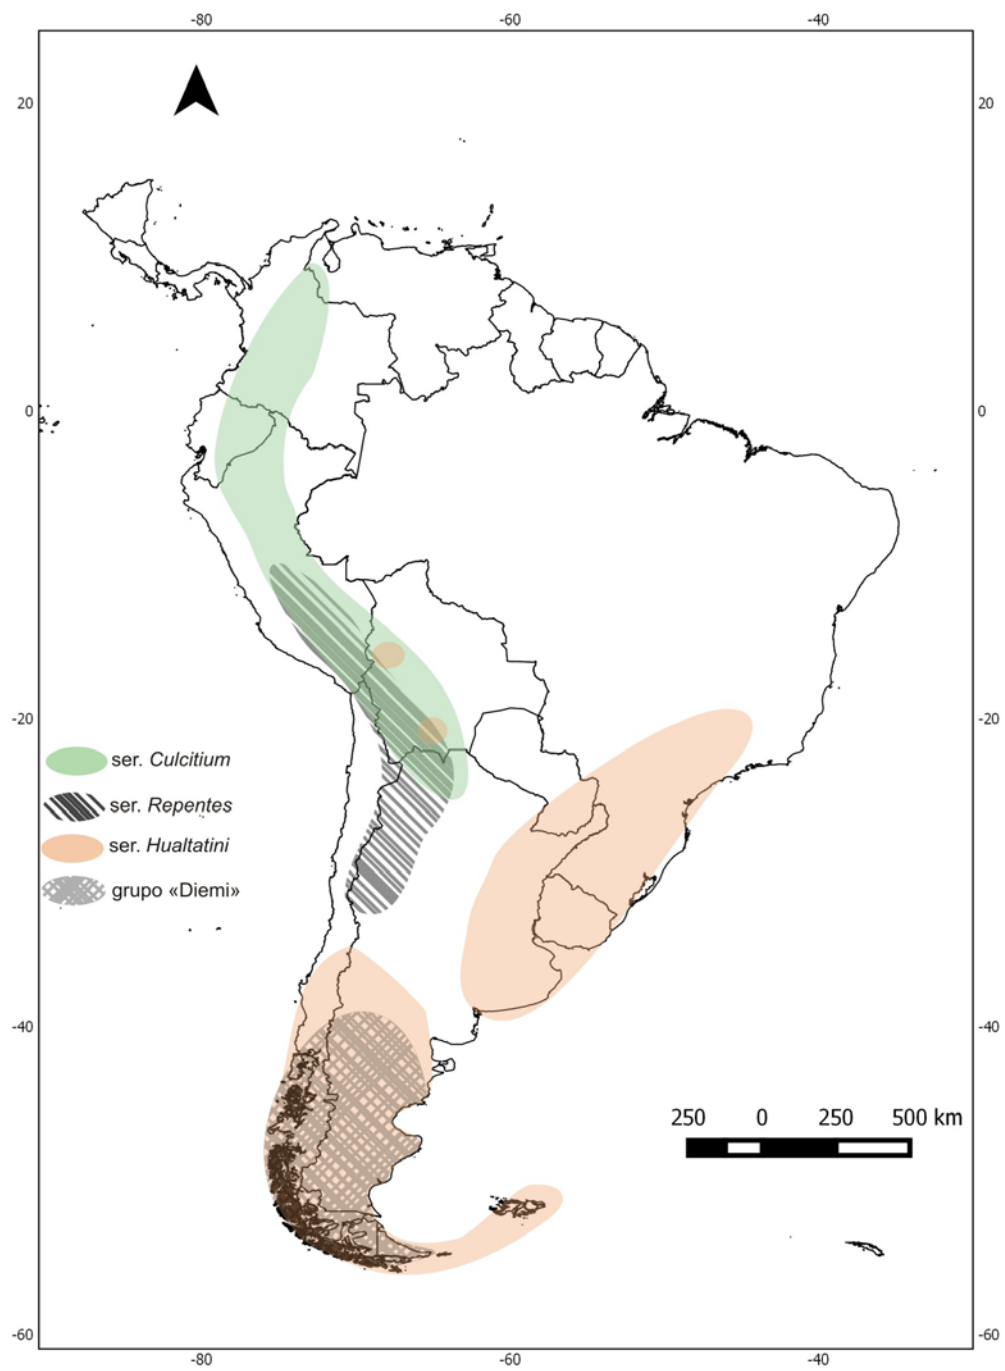 -80 -60 -40
20 20
0 0
-20 -20
ser. Culcitium
ser. Repentes
ser. Hualtatini
grupo «Diemi»
-40 -40
250 0 250 500 km
-60 -60
-80 -60 -40